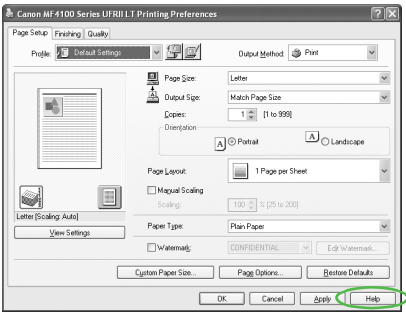 Canon MF4100 Series UFRII LT Printing Preferences
Page Setup Finishing Quality
Profile: Default Settings Output Method: Print
Page Size: Letter
Output Size: Match Page Size
Copies: 1 [1 to 999]
Orientation
A Portrait A Landscape
Page Layout: 1 Page per Sheet
Manual Scaling
Scaling: 100 % [25 to 200]
Letter [Scaling: Auto]
View Settings
Paper Type: Plain Paper
Watermark: CONFIDENTIAL Edit Watermark...
Custom Paper Size... Page Options... Restore Defaults
OK Cancel Apply Help